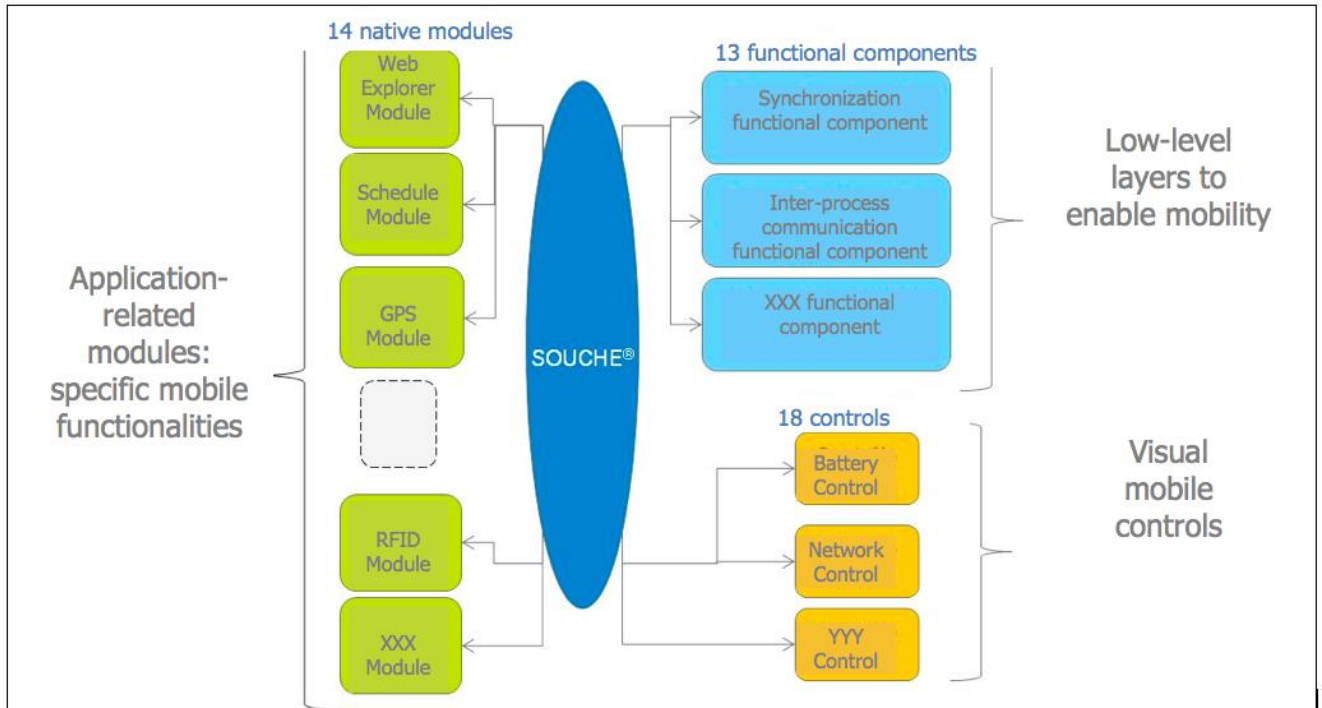 14 native modules
Web
Explorer
Module
Schedule
Module
GPS
Module
RFID
Module
XXX
Module
Application-
related
modules:
specific mobile
functionalities
SOUCHE®
13 functional components
Synchronization
functional component
Inter-process
communication
functional component
XXX functional
component
Low-level
layers to
enable mobility
18 controls
Battery
Control
Network
Control
YYY
Control
Visual
mobile
controls